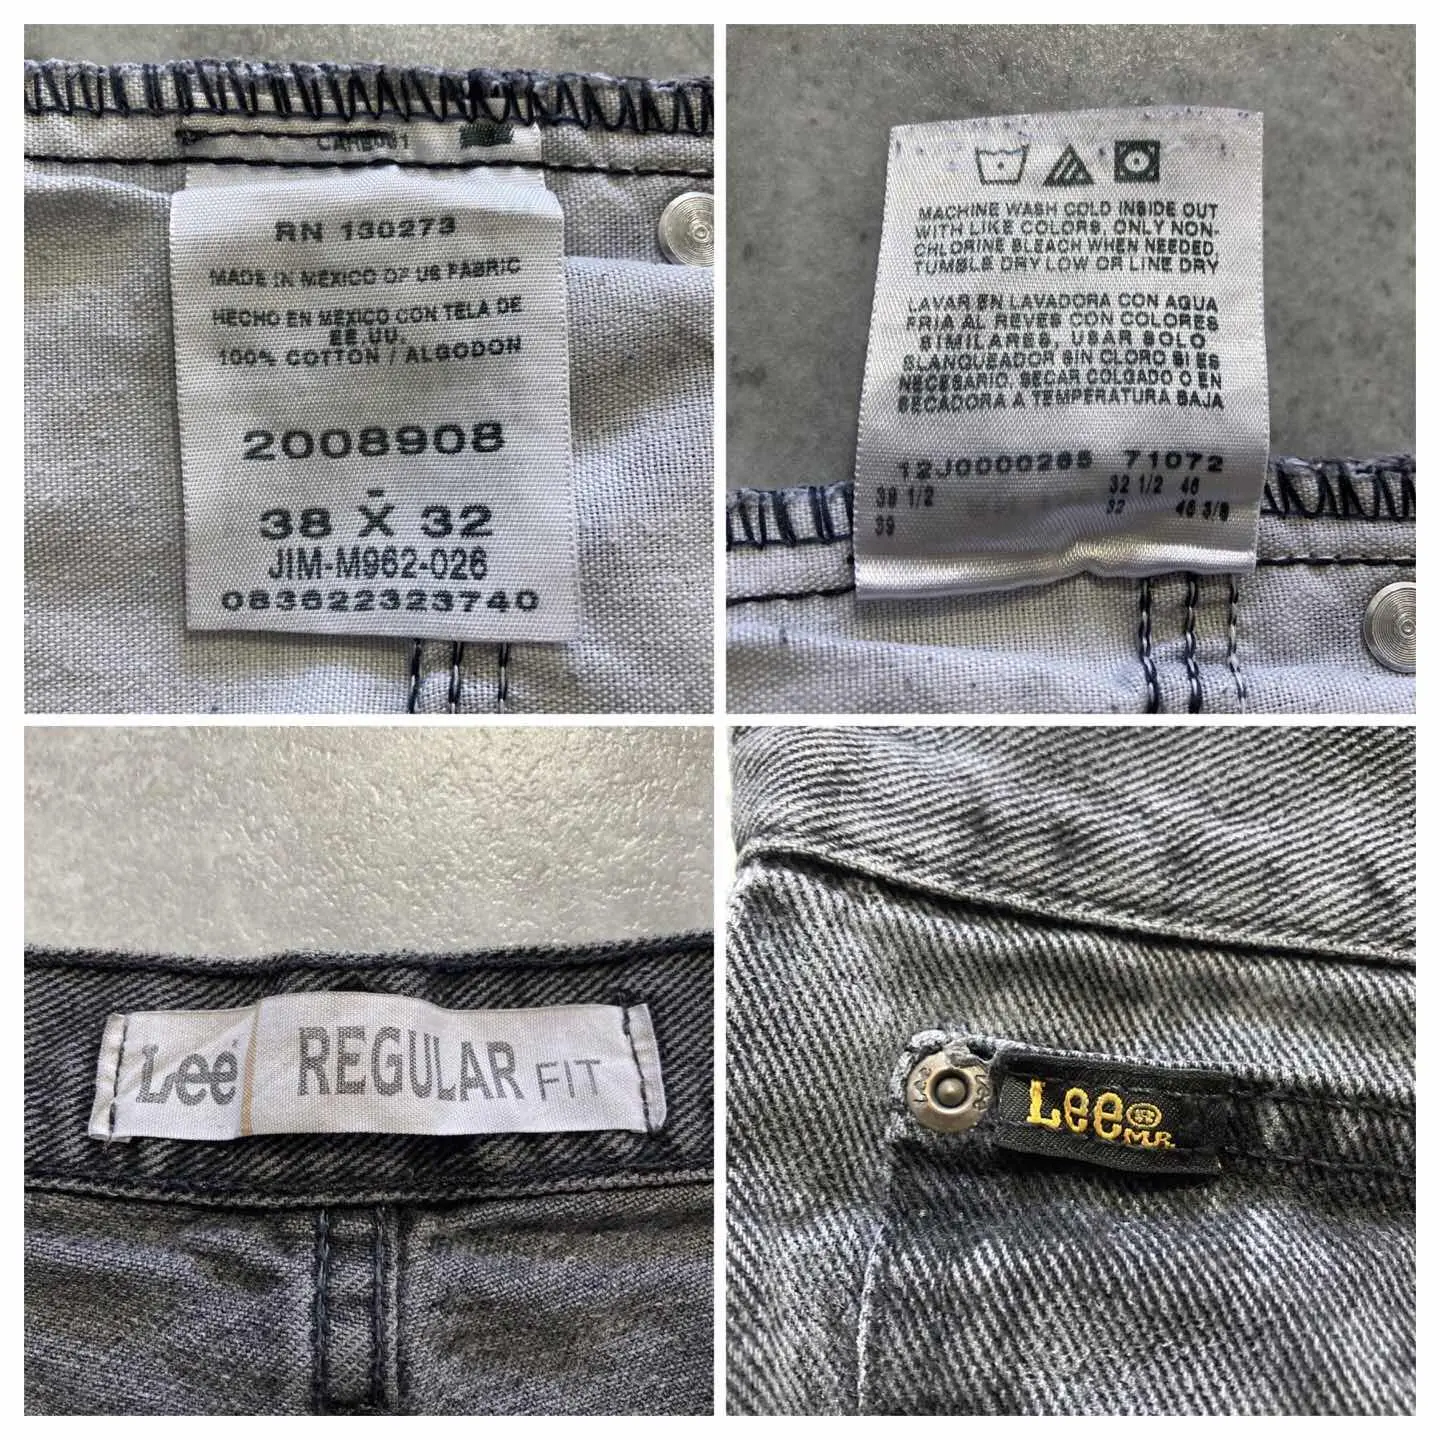 RN 130273
MADE IN MEXICO OF US FABRIC
HECHO EN MEXICO CON TELA DE
EE.UU.
100% COTTON / ALGODON
2008908
-
38 X 32
JIM-M962-026
083622323740
MACHINE WASH COLD INSIDE OUT
WITH LIKE COLORS, ONLY NON-
CHLORINE BLEACH WHEN NEEDED,
TUMBLE DRY LOW OR LINE DRY
LAVAR EN LAVADORA CON AGUA
FRIA AL REVES CON COLORES
SIMILARES, USAR SOLO
BLANQUEADOR SIN CLORO SI ES
NECESARIO, SECAR COLGADO O EN
SECADORA A TEMPERATURA BAJA
12J0000265 71072
39 1/2 32 1/2 46
39 32 46 3/8
Lee REGULAR FIT
Lee® M.R.